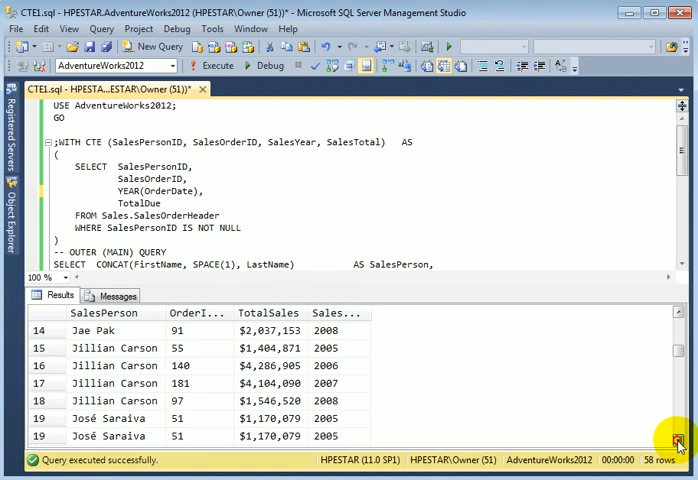 CTE1.sql - HPESTAR.AdventureWorks2012 (HPESTAR\Owner (51))* - Microsoft SQL Server Management Studio
File Edit View Query Project Debug Tools Window Help
New Query
AdventureWorks2012 Execute Debug
CTE1.sql - HPESTA...ESTAR\Owner (51))*
Registered Servers
Object Explorer
USE AdventureWorks2012;
GO
;WITH CTE (SalesPersonID, SalesOrderID, SalesYear, SalesTotal) AS
(
SELECT SalesPersonID,
SalesOrderID,
YEAR(OrderDate),
TotalDue
FROM Sales.SalesOrderHeader
WHERE SalesPersonID IS NOT NULL
)
-- OUTER (MAIN) QUERY
SELECT CONCAT(FirstName, SPACE(1), LastName) AS SalesPerson,
100 %
Results Messages
SalesPerson OrderI... TotalSales Sales...
14 Jae Pak 91 $2,037,153 2008
15 Jillian Carson 55 $1,404,871 2005
16 Jillian Carson 140 $4,286,905 2006
17 Jillian Carson 181 $4,104,090 2007
18 Jillian Carson 97 $1,546,520 2008
19 José Saraiva 51 $1,170,079 2005
19 José Saraiva 51 $1,170,079 2005
Query executed successfully. HPESTAR (11.0 SP1) HPESTAR\Owner (51) AdventureWorks2012 00:00:00 58 rows